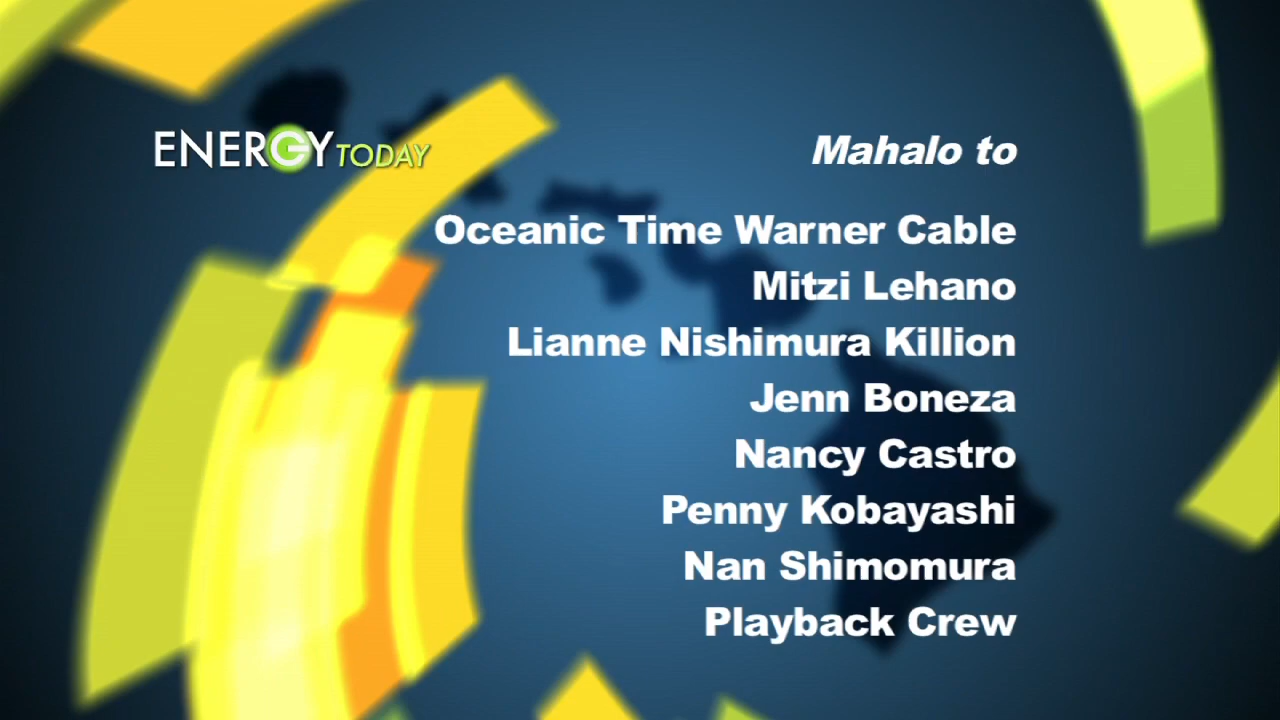 ENERGY TODAY
Mahalo to
Oceanic Time Warner Cable
Mitzi Lehano
Lianne Nishimura Killion
Jenn Boneza
Nancy Castro
Penny Kobayashi
Nan Shimomura
Playback Crew